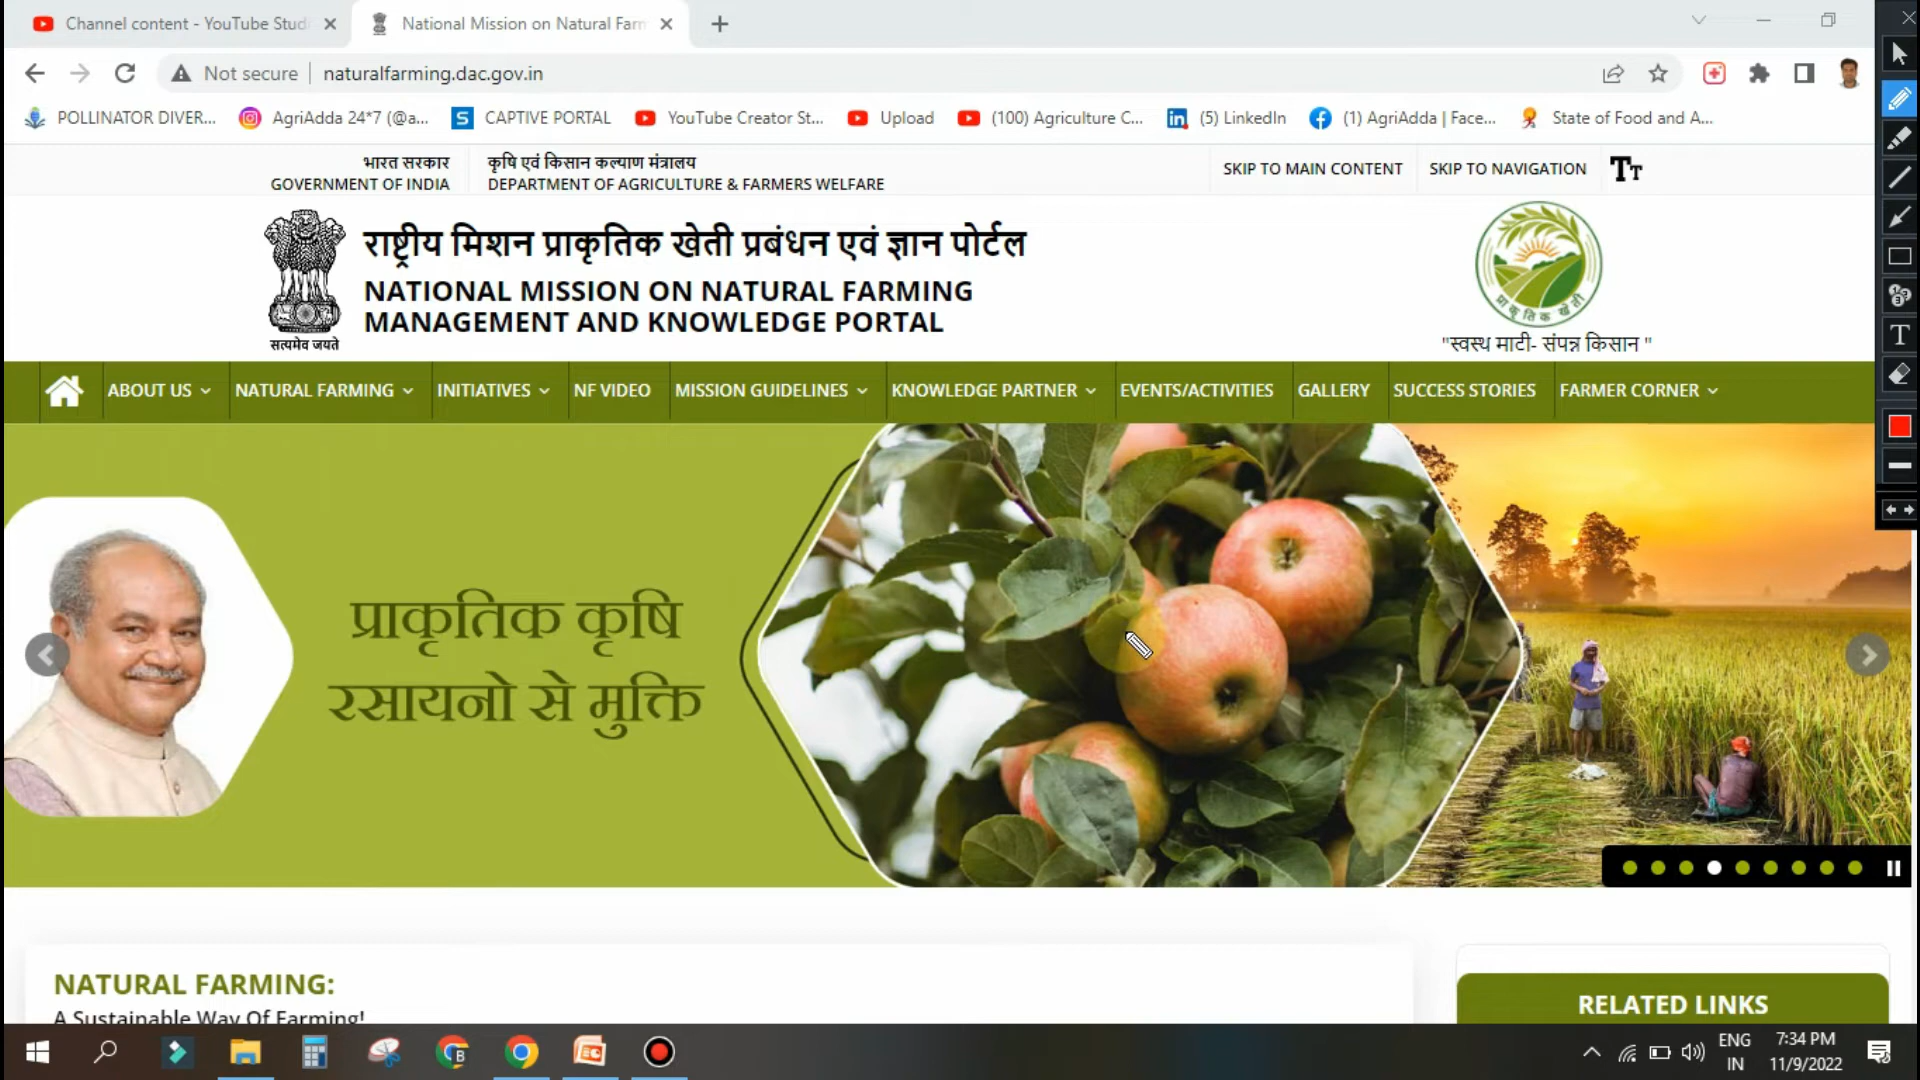 Channel content - YouTube Studi
National Mission on Natural Farm
Not secure
naturalfarming.dac.gov.in
POLLINATOR DIVER...
AgriAdda 24*7 (@a...
S
CAPTIVE PORTAL
YouTube Creator St...
Upload
(100) Agriculture C...
(5) LinkedIn
(1) AgriAdda | Face...
State of Food and A...
भारत सरकार
GOVERNMENT OF INDIA
कृषि एवं किसान कल्याण मंत्रालय
DEPARTMENT OF AGRICULTURE & FARMERS WELFARE
SKIP TO MAIN CONTENT
SKIP TO NAVIGATION
TT
राष्ट्रीय मिशन प्राकृतिक खेती प्रबंधन एवं ज्ञान पोर्टल
NATIONAL MISSION ON NATURAL FARMING
MANAGEMENT AND KNOWLEDGE PORTAL
सत्यमेव जयते
प्राकृतिक खेती
"स्वस्थ माटी- संपन्न किसान "
ABOUT US
NATURAL FARMING
INITIATIVES
NF VIDEO
MISSION GUIDELINES
KNOWLEDGE PARTNER
EVENTS/ACTIVITIES
GALLERY
SUCCESS STORIES
FARMER CORNER
प्राकृतिक कृषि
रसायनो से मुक्ति
NATURAL FARMING:
A Sustainable Way Of Farming!
RELATED LINKS
ENG
IN
7:34 PM
11/9/2022